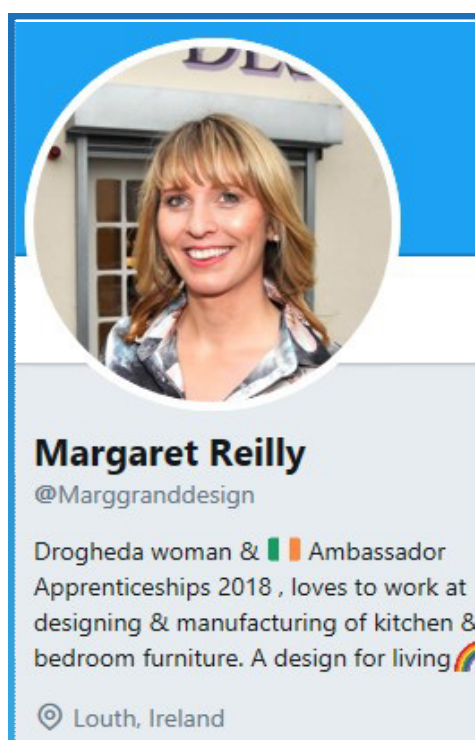 Margaret Reilly
@Marggranddesign
Drogheda woman & 🇮🇪 Ambassador
Apprenticeships 2018 , loves to work at
designing & manufacturing of kitchen &
bedroom furniture. A design for living🌈
Louth, Ireland